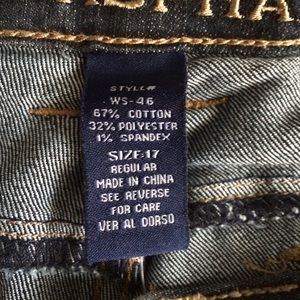 STYLE#
WS-46
67% COTTON
32% POLYESTER
1% SPANDEX
SIZE:17
REGULAR
MADE IN CHINA
SEE REVERSE
FOR CARE
VER AL DORSO